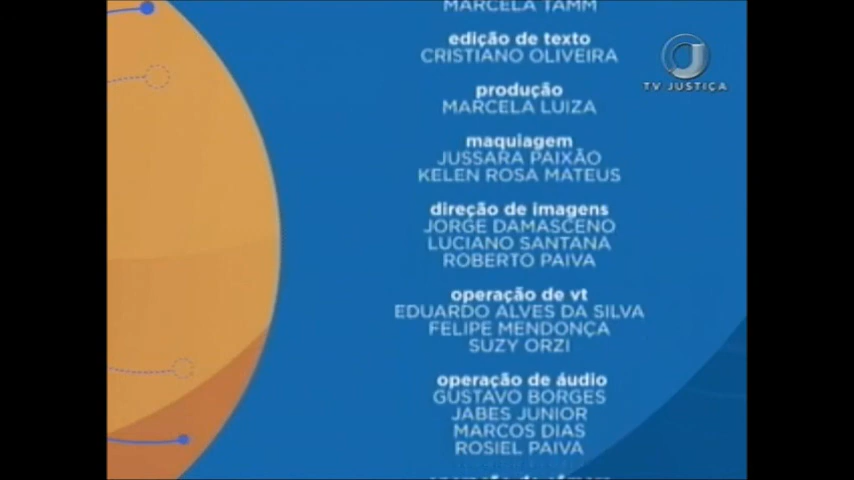 MARCELA TAMM
edição de texto
CRISTIANO OLIVEIRA
TV JUSTIÇA
produção
MARCELA LUIZA
maquiagem
JUSSARA PAIXÃO
KELEN ROSA MATEUS
direção de imagens
JORGE DAMASCENO
LUCIANO SANTANA
ROBERTO PAIVA
operação de vt
EDUARDO ALVES DA SILVA
FELIPE MENDONÇA
SUZY ORZI
operação de áudio
GUSTAVO BORGES
JABES JUNIOR
MARCOS DIAS
ROSIEL PAIVA